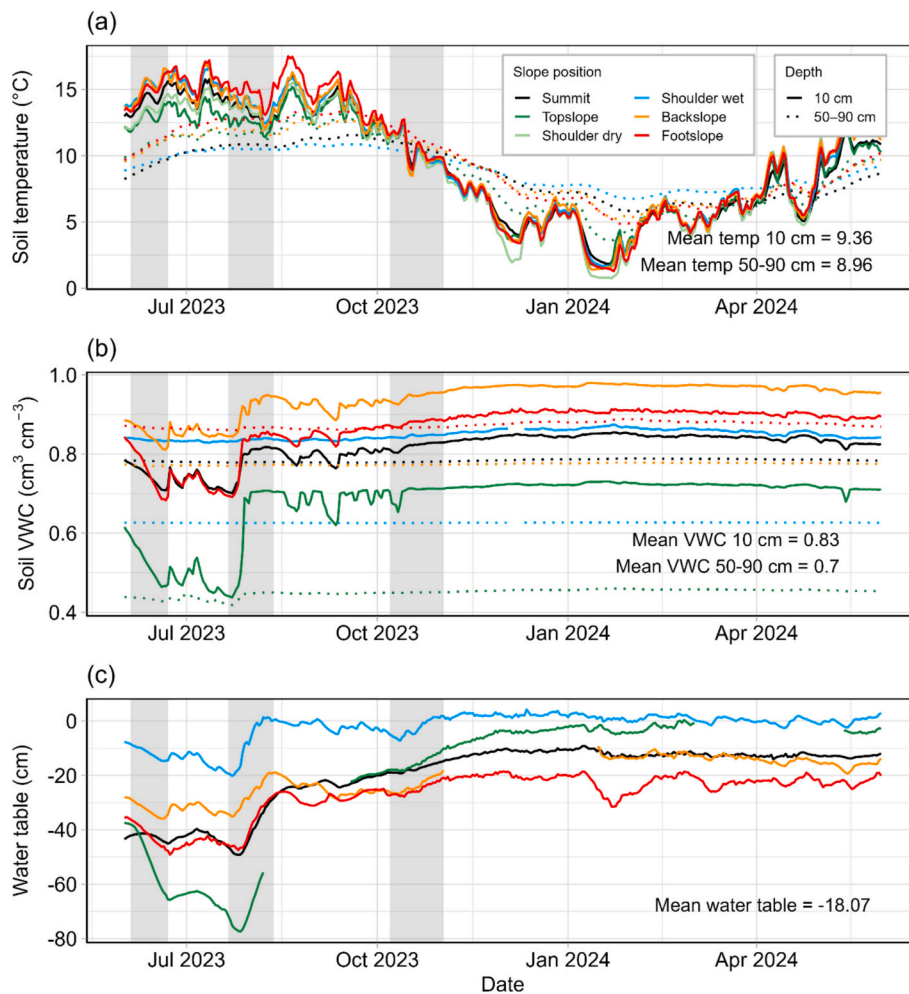 (a)
Soil temperature (°C)
15
10
5
0
Slope position
Summit
Topslope
Shoulder dry
Shoulder wet
Backslope
Footslope
Depth
10 cm
50–90 cm
Mean temp 10 cm = 9.36
Mean temp 50-90 cm = 8.96
Jul 2023
Oct 2023
Jan 2024
Apr 2024
(b)
Soil VWC (cm³ cm⁻³)
1.0
0.8
0.6
0.4
Mean VWC 10 cm = 0.83
Mean VWC 50-90 cm = 0.7
Jul 2023
Oct 2023
Jan 2024
Apr 2024
(c)
Water table (cm)
0
-20
-40
-60
-80
Mean water table = -18.07
Jul 2023
Oct 2023
Jan 2024
Apr 2024
Date